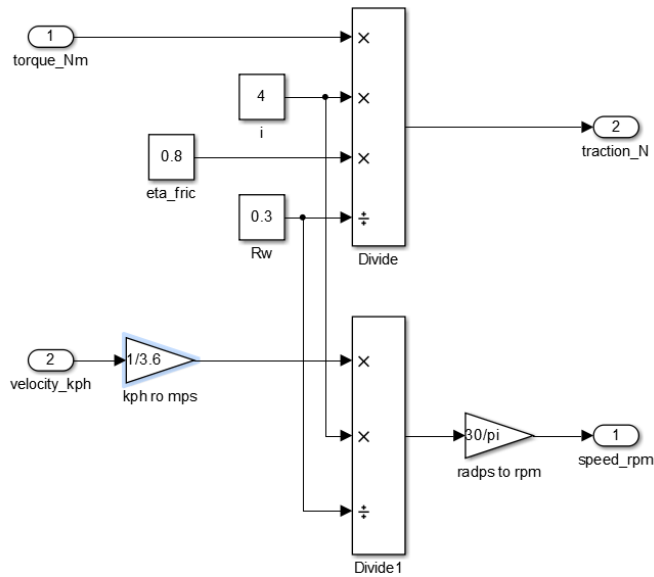 1
torque_Nm
×
4
i
×
0.8
eta_fric
×
0.3
Rw
÷
Divide
2
traction_N
2
velocity_kph
1/3.6
kph ro mps
×
×
÷
Divide1
30/pi
radps to rpm
1
speed_rpm